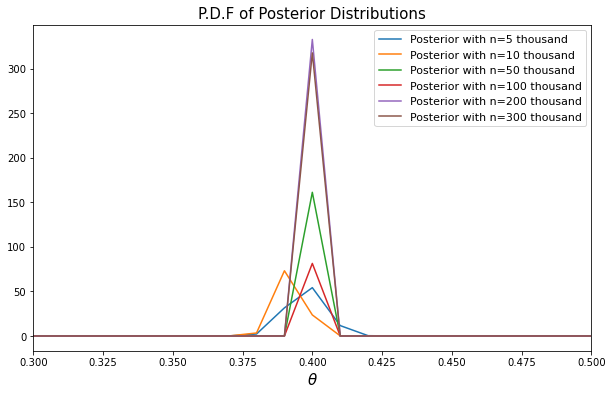 P.D.F of Posterior Distributions
Posterior with n=5 thousand
Posterior with n=10 thousand
Posterior with n=50 thousand
Posterior with n=100 thousand
Posterior with n=200 thousand
Posterior with n=300 thousand
300
250
200
150
100
50
0
0.300 0.325 0.350 0.375 0.400 0.425 0.450 0.475 0.500
θ